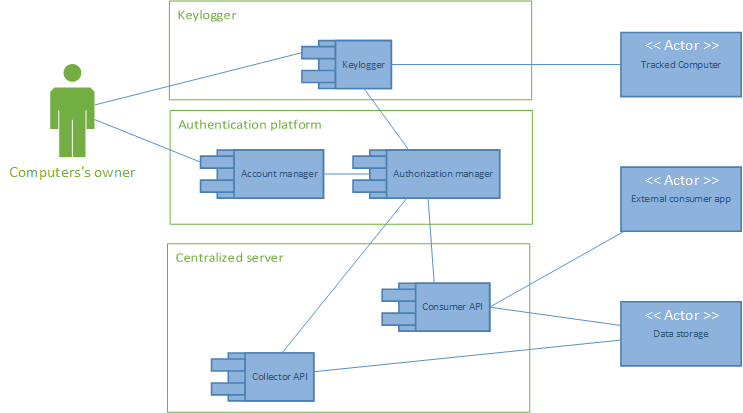 Keylogger
Keylogger
<< Actor >>
Tracked Computer
Authentication platform
Computers's owner
Account manager
Authorization manager
<< Actor >>
External consumer app
Centralized server
Consumer API
<< Actor >>
Data storage
Collector API